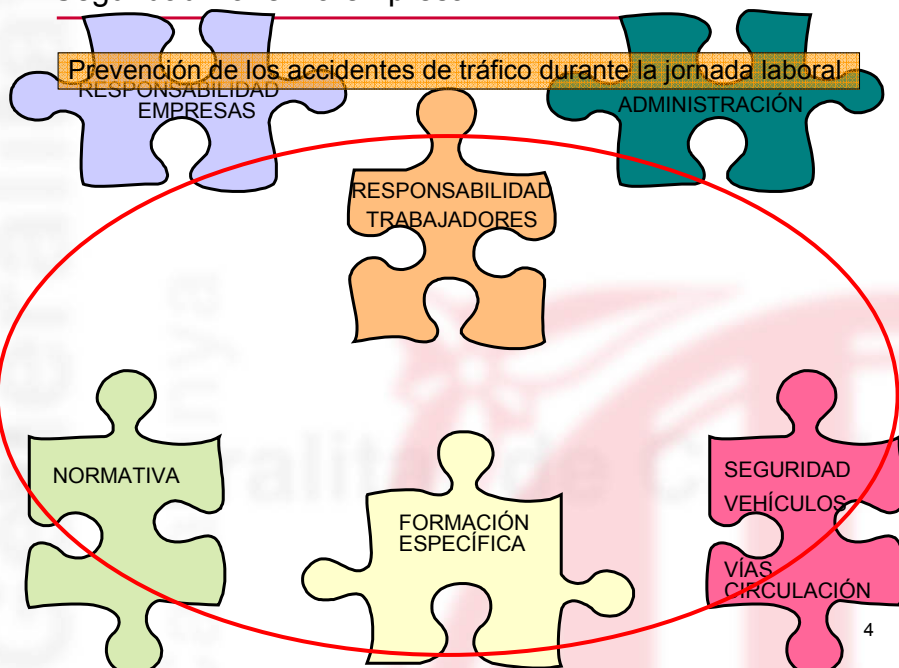 Prevención de los accidentes de tráfico durante la jornada laboral
RESPONSABILIDAD
EMPRESAS
ADMINISTRACIÓN
RESPONSABILIDAD
TRABAJADORES
NORMATIVA
FORMACIÓN
ESPECÍFICA
SEGURIDAD
VEHÍCULOS
VÍAS
CIRCULACIÓN
4